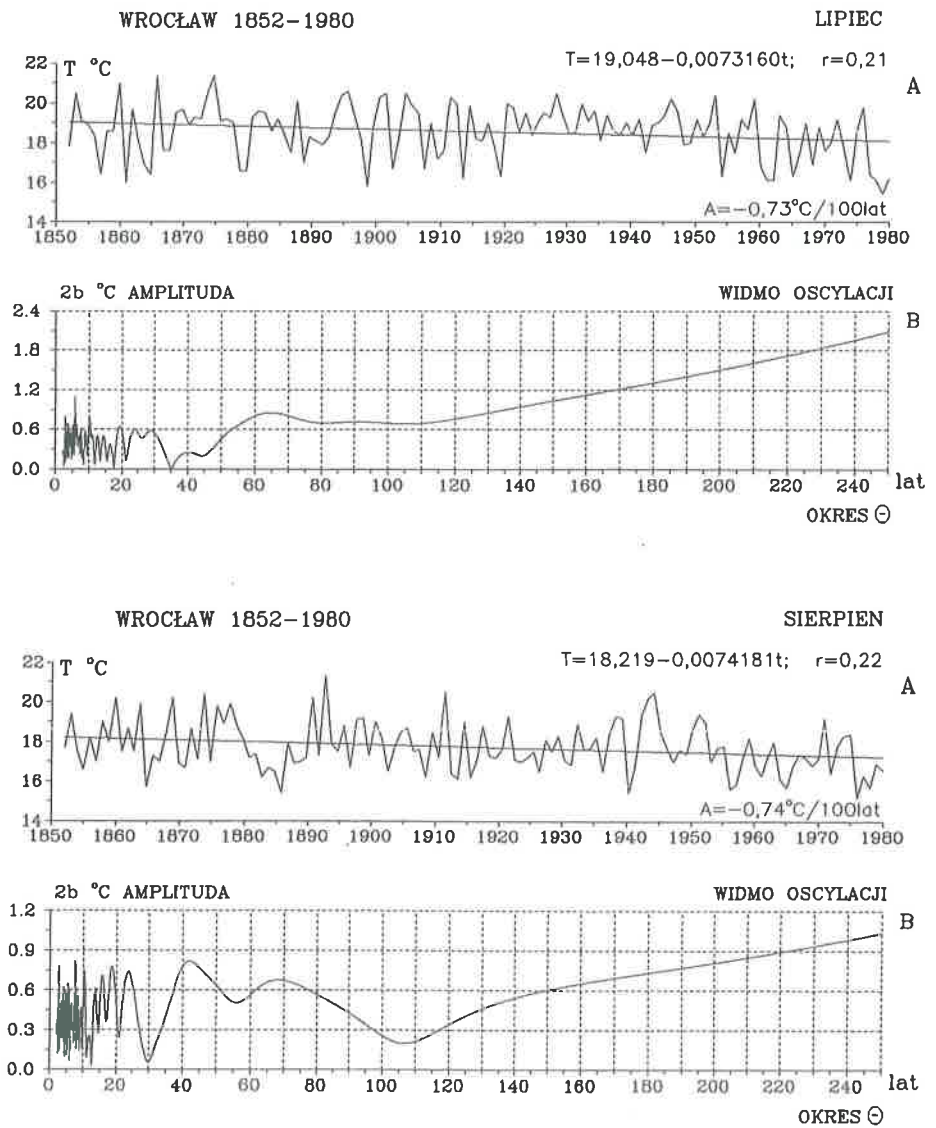 WROCŁAW 1852-1980 LIPIEC
T=19,048-0,0073160t; r=0,21
T °C
A
22
20
18
16
14
A=-0,73°C/100lat
1850 1860 1870 1880 1890 1900 1910 1920 1930 1940 1950 1960 1970 1980
2b °C AMPLITUDA WIDMO OSCYLACJI
B
2.4
1.8
1.2
0.6
0.0
0 20 40 60 80 100 120 140 160 180 200 220 240 lat
OKRES Θ
WROCŁAW 1852-1980 SIERPIEN
T=18,219-0,0074181t; r=0,22
T °C
A
22
20
18
16
14
A=-0,74°C/100lat
1850 1860 1870 1880 1890 1900 1910 1920 1930 1940 1950 1960 1970 1980
2b °C AMPLITUDA WIDMO OSCYLACJI
B
1.2
0.9
0.6
0.3
0.0
0 20 40 60 80 100 120 140 160 180 200 220 240 lat
OKRES Θ